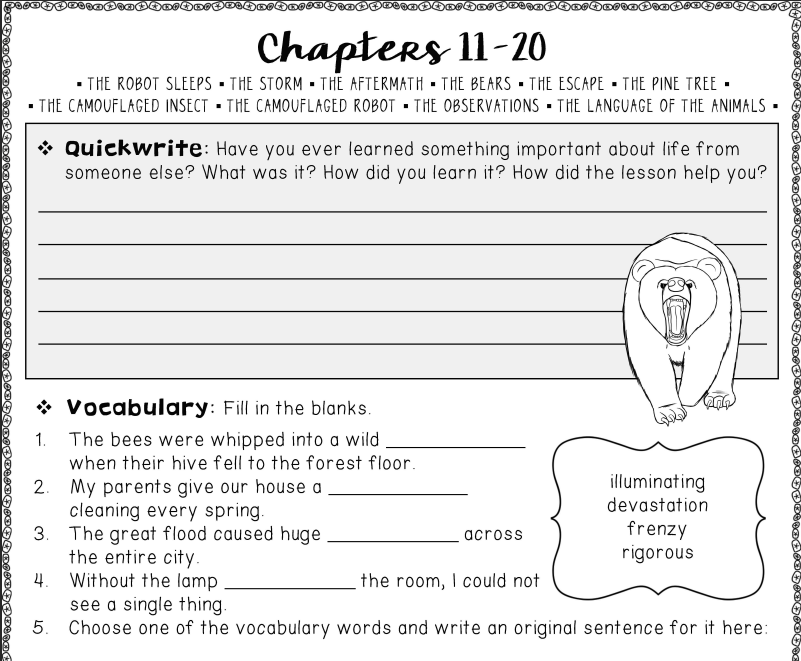 Chapters 11-20
▪ THE ROBOT SLEEPS ▪ THE STORM ▪ THE AFTERMATH ▪ THE BEARS ▪ THE ESCAPE ▪ THE PINE TREE ▪
▪ THE CAMOUFLAGED INSECT ▪ THE CAMOUFLAGED ROBOT ▪ THE OBSERVATIONS ▪ THE LANGUAGE OF THE ANIMALS ▪
❖ Quickwrite: Have you ever learned something important about life from
someone else? What was it? How did you learn it? How did the lesson help you?
❖ Vocabulary: Fill in the blanks.
1. The bees were whipped into a wild ______________
when their hive fell to the forest floor.
2. My parents give our house a ______________
cleaning every spring.
3. The great flood caused huge _____________ across
the entire city.
4. Without the lamp _____________ the room, I could not
see a single thing.
5. Choose one of the vocabulary words and write an original sentence for it here:
illuminating
devastation
frenzy
rigorous